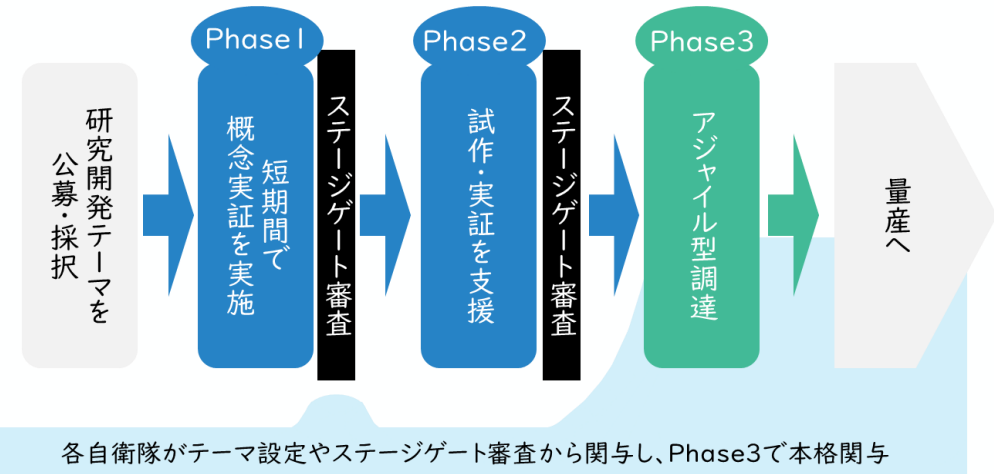 研究開発テーマを
公募・採択
Phase1
短期間で
概念実証を実施
ステージゲート審査
Phase2
試作・実証を支援
ステージゲート審査
Phase3
アジャイル型調達
量産へ
各自衛隊がテーマ設定やステージゲート審査から関与し、Phase3で本格関与